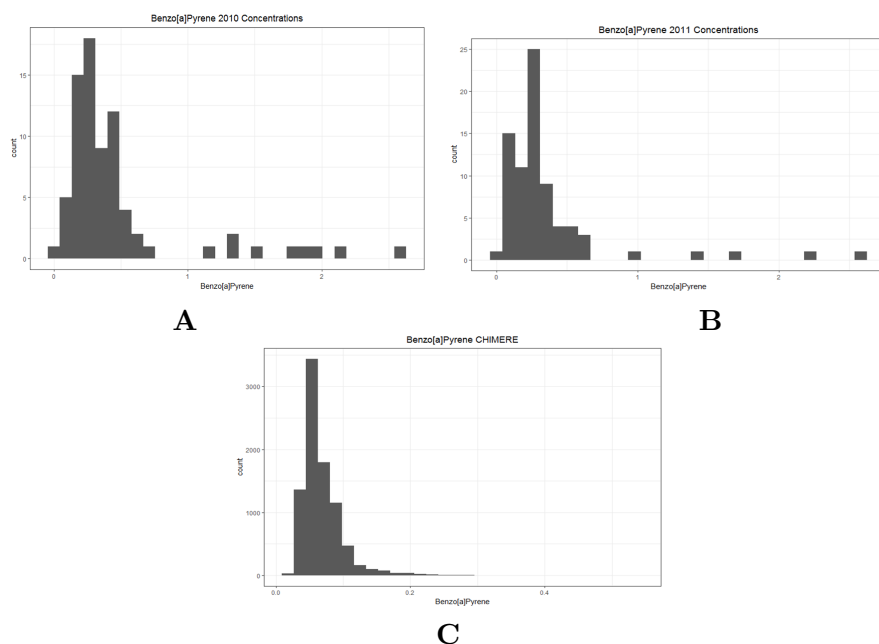 Benzo[a]Pyrene 2010 Concentrations
15
10
5
0
count
0
1
2
Benzo[a]Pyrene
A
Benzo[a]Pyrene 2011 Concentrations
25
20
15
10
5
0
count
0
1
2
Benzo[a]Pyrene
B
Benzo[a]Pyrene CHIMERE
3000
2000
1000
0
count
0.0
0.2
0.4
Benzo[a]Pyrene
C